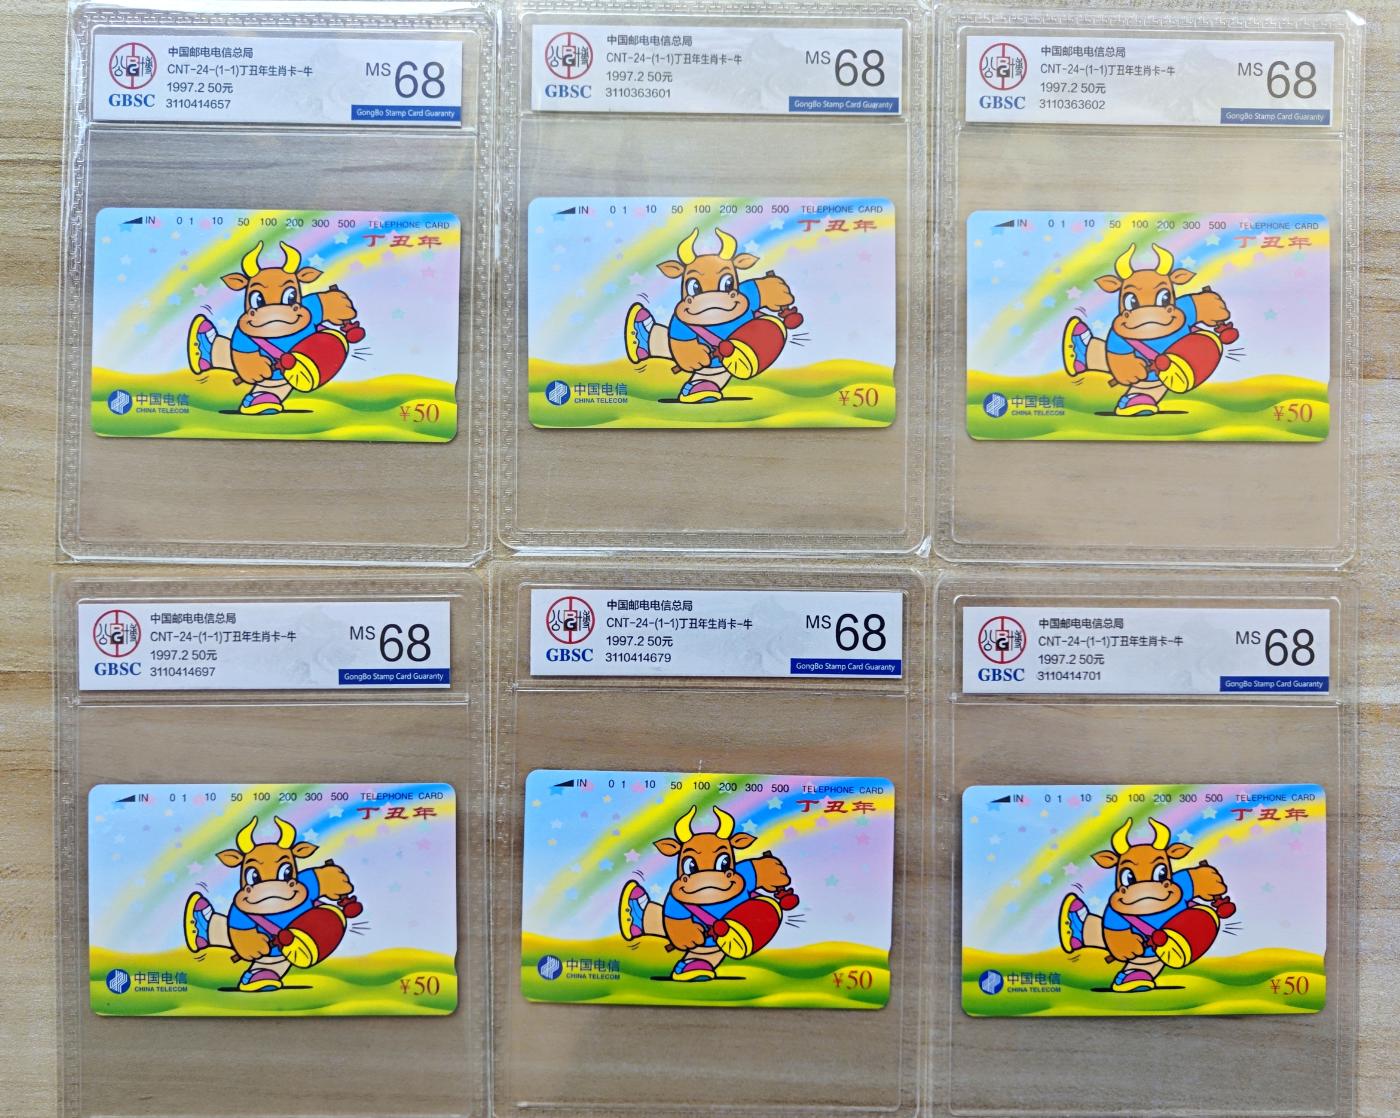 中国邮电电信总局
CNT-24-(1-1)丁丑年生肖卡-牛
1997.2 50元
3110414657
GBSC
MS 68
GongBo Stamp Card Guaranty
IN 0 1 10 50 100 200 300 500 TELEPHONE CARD
丁丑年
中国电信
CHINA TELECOM
¥50
中国邮电电信总局
CNT-24-(1-1)丁丑年生肖卡-牛
1997.2 50元
3110363601
GBSC
MS 68
GongBo Stamp Card Guaranty
IN 0 1 10 50 100 200 300 500 TELEPHONE CARD
丁丑年
中国电信
CHINA TELECOM
¥50
中国邮电电信总局
CNT-24-(1-1)丁丑年生肖卡-牛
1997.2 50元
3110363602
GBSC
MS 68
GongBo Stamp Card Guaranty
IN 0 1 10 50 100 200 300 500 TELEPHONE CARD
丁丑年
中国电信
CHINA TELECOM
¥50
中国邮电电信总局
CNT-24-(1-1)丁丑年生肖卡-牛
1997.2 50元
3110414697
GBSC
MS 68
GongBo Stamp Card Guaranty
IN 0 1 10 50 100 200 300 500 TELEPHONE CARD
丁丑年
中国电信
CHINA TELECOM
¥50
中国邮电电信总局
CNT-24-(1-1)丁丑年生肖卡-牛
1997.2 50元
3110414679
GBSC
MS 68
GongBo Stamp Card Guaranty
IN 0 1 10 50 100 200 300 500 TELEPHONE CARD
丁丑年
中国电信
CHINA TELECOM
¥50
中国邮电电信总局
CNT-24-(1-1)丁丑年生肖卡-牛
1997.2 50元
3110414701
GBSC
MS 68
GongBo Stamp Card Guaranty
IN 0 1 10 50 100 200 300 500 TELEPHONE CARD
丁丑年
中国电信
CHINA TELECOM
¥50